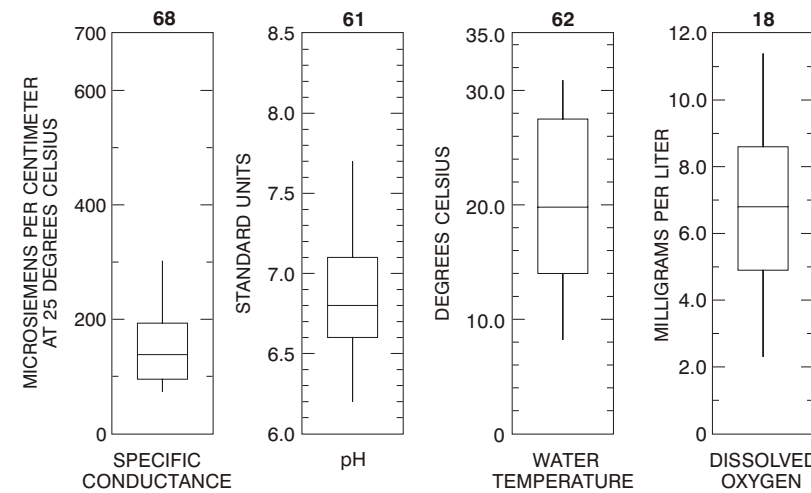 68
MICROSIEMENS PER CENTIMETER
AT 25 DEGREES CELSIUS
700
600
400
200
0
SPECIFIC
CONDUCTANCE
61
STANDARD UNITS
8.5
8.0
7.5
7.0
6.5
6.0
pH
62
DEGREES CELSIUS
35.0
30.0
20.0
10.0
0
WATER
TEMPERATURE
18
MILLIGRAMS PER LITER
12.0
10.0
8.0
6.0
4.0
2.0
0
DISSOLVED
OXYGEN